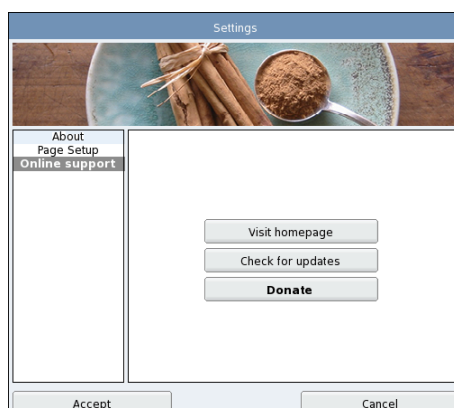 Settings
About
Page Setup
Online support
Visit homepage
Check for updates
Donate
Accept
Cancel